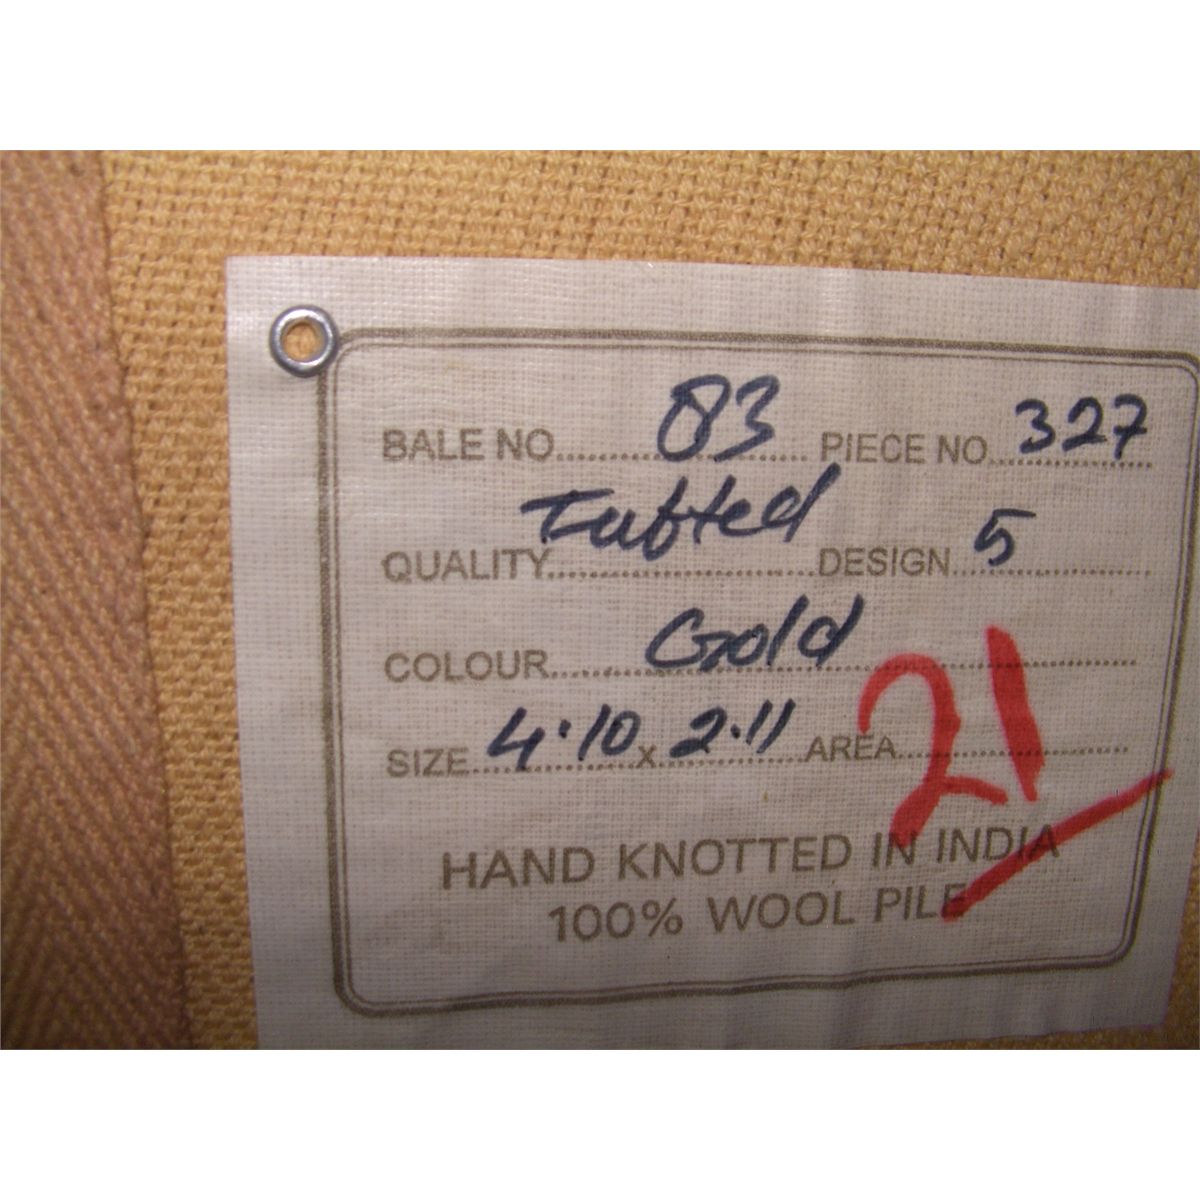 BALE NO. 83 PIECE NO. 327
QUALITY Tufted DESIGN 5
COLOUR Gold
SIZE 4.10 x 2.11 AREA
21
HAND KNOTTED IN INDIA
100% WOOL PILE